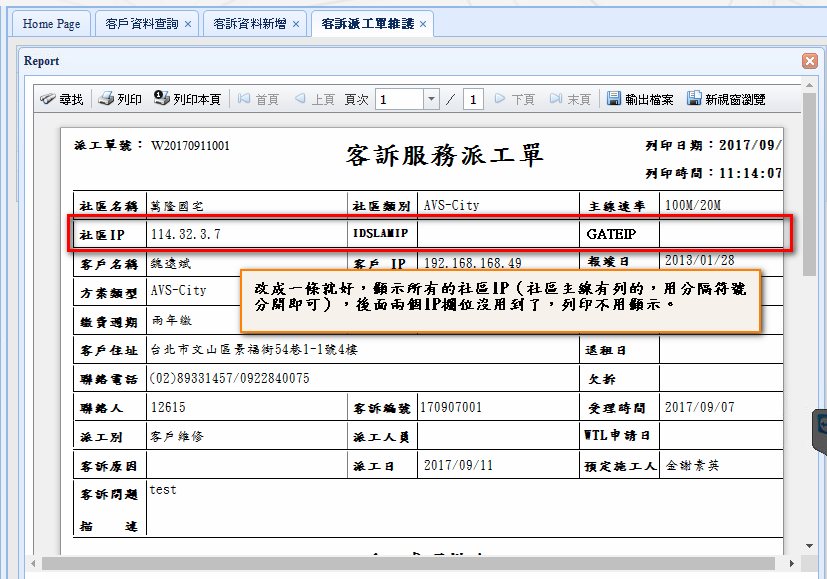 Home Page 客戶資料查詢 × 客訴資料新增 × 客訴派工單維護 ×
Report
尋找 列印 列印本頁 首頁 上頁 頁次 1 / 1 下頁 末頁 輸出檔案 新視窗瀏覽
派工單號： W20170911001 客訴服務派工單 列印日期：2017/09/
列印時間：11:14:07
社區名稱 萬隆國宅 社區類別 AVS-City 主線速率 100M/20M
社區IP 114.32.3.7 IDSLAMIP GATEIP
客戶名稱 魏遠斌 客戶 IP 192.168.168.49 報竣日 2013/01/28
方案類型 AVS-City
改成一條就好，顯示所有的社區IP（社區主線有列的，用分隔符號
分開即可），後面兩個IP欄位沒用到了，列印不用顯示。
繳費週期 兩年繳
客戶住址 台北市文山區景福街54巷1-1號4樓 退租日
聯絡電話 (02)89331457/0922840075 欠拆
聯絡人 12615 客訴編號 170907001 受理時間 2017/09/07
派工別 客戶維修 派工人員 WTL申請日
客訴原因 派工日 2017/09/11 預定施工人 金謝素英
客訴問題 test
描 述